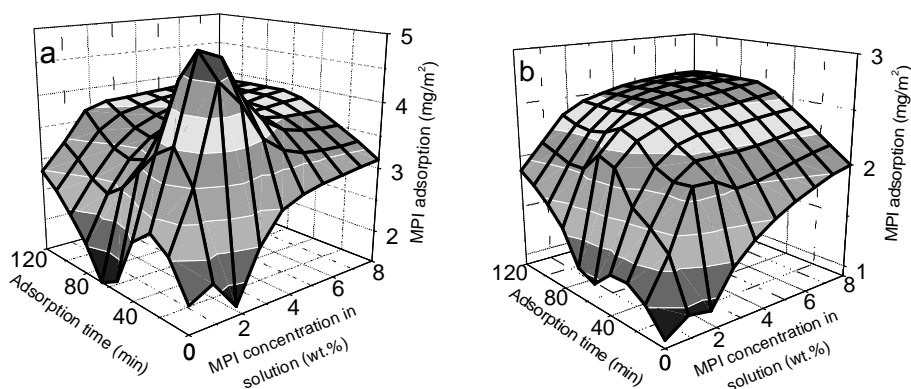 a
5
4
3
2
MPI adsorption (mg/m²)
120
80
40
0
Adsorption time (min)
2
4
6
8
MPI concentration in
solution (wt.%)
b
3
2
1
MPI adsorption (mg/m²)
120
80
40
0
Adsorption time (min)
2
4
6
8
MPI concentration in
solution (wt.%)